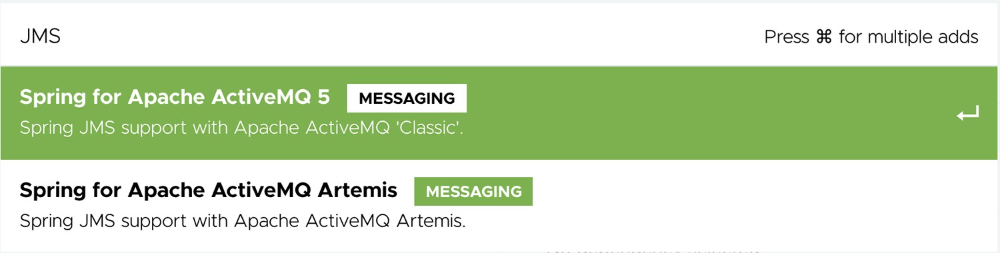 JMS
Press ⌘ for multiple adds
Spring for Apache ActiveMQ 5 MESSAGING
Spring JMS support with Apache ActiveMQ 'Classic'.
Spring for Apache ActiveMQ Artemis MESSAGING
Spring JMS support with Apache ActiveMQ Artemis.